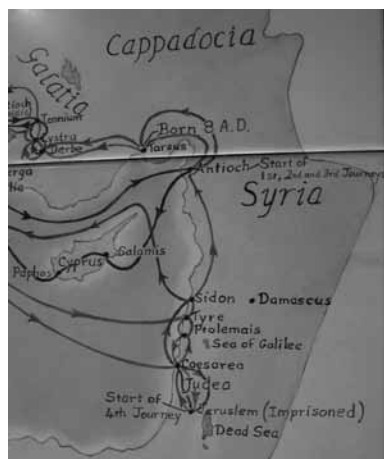 Cappadocia
Galatia
Iconium
Lystra
Derbe
Born 8 A.D.
Tarsus
Antioch
Start of
1st, 2nd and 3rd Journeys
Syria
Salamis
Cyprus
Paphos
Sidon
Damascus
Tyre
Ptolemais
Sea of Galilee
Caesarea
Judea
Start of
4th Journey
Jeruslem (Imprisoned)
Dead Sea